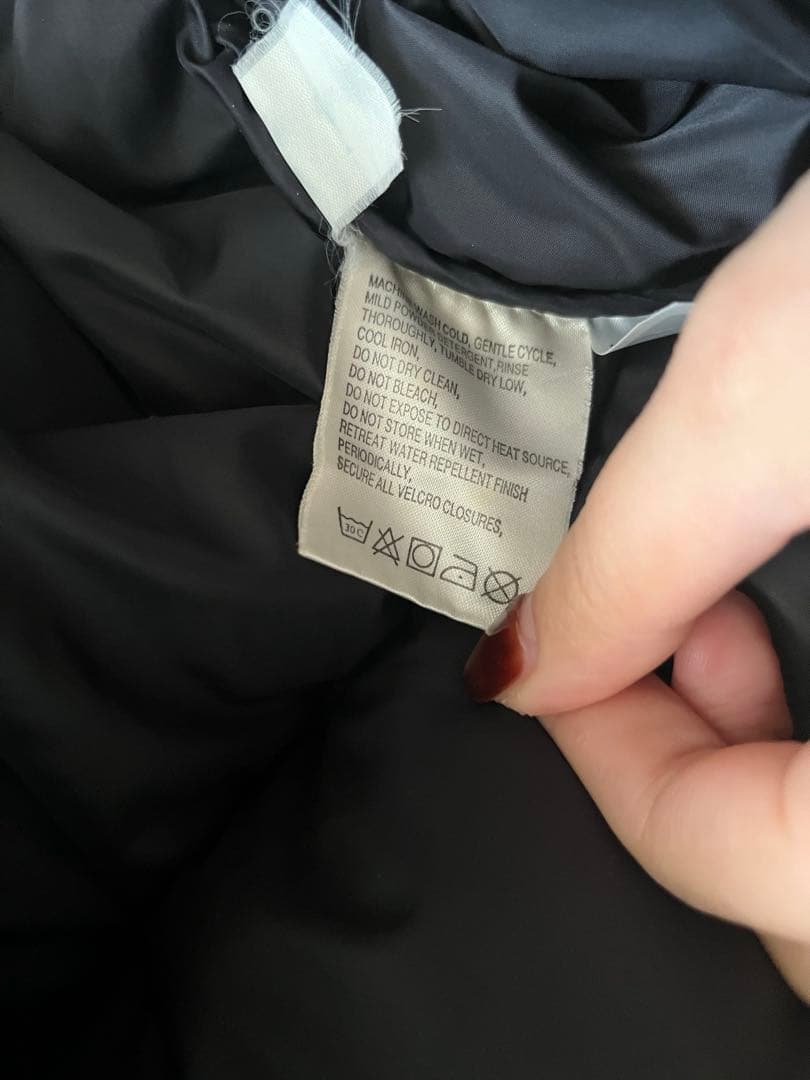 MACHINE WASH COLD, GENTLE CYCLE,
MILD POWDER DETERGENT, RINSE
THOROUGHLY, TUMBLE DRY LOW,
COOL IRON,
DO NOT DRY CLEAN,
DO NOT BLEACH,
DO NOT EXPOSE TO DIRECT HEAT SOURCE,
DO NOT STORE WHEN WET,
RETREAT WATER REPELLENT FINISH
PERIODICALLY,
SECURE ALL VELCRO CLOSURES,
30C